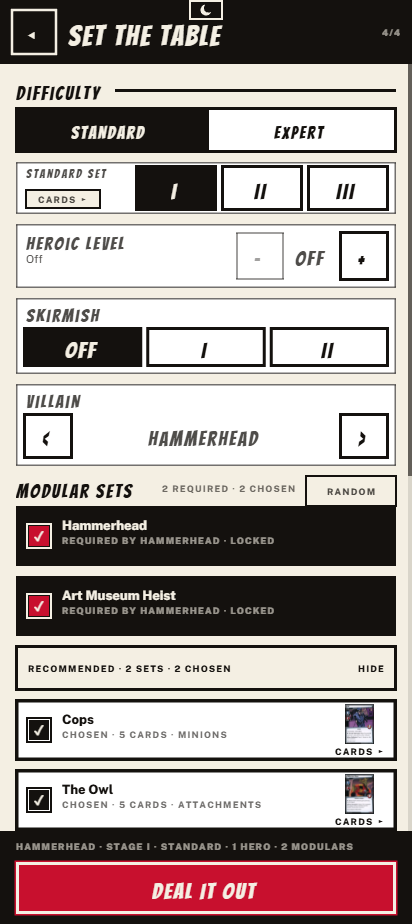 SET THE TABLE
4/4
DIFFICULTY
STANDARD
EXPERT
STANDARD SET
CARDS ▸
I
II
III
HEROIC LEVEL
Off
-
OFF
+
SKIRMISH
OFF
I
II
VILLAIN
‹
HAMMERHEAD
›
MODULAR SETS
2 REQUIRED · 2 CHOSEN
RANDOM
Hammerhead
REQUIRED BY HAMMERHEAD · LOCKED
Art Museum Heist
REQUIRED BY HAMMERHEAD · LOCKED
RECOMMENDED · 2 SETS · 2 CHOSEN
HIDE
Cops
CHOSEN · 5 CARDS · MINIONS
CARDS ▸
The Owl
CHOSEN · 5 CARDS · ATTACHMENTS
CARDS ▸
HAMMERHEAD · STAGE I · STANDARD · 1 HERO · 2 MODULARS
DEAL IT OUT